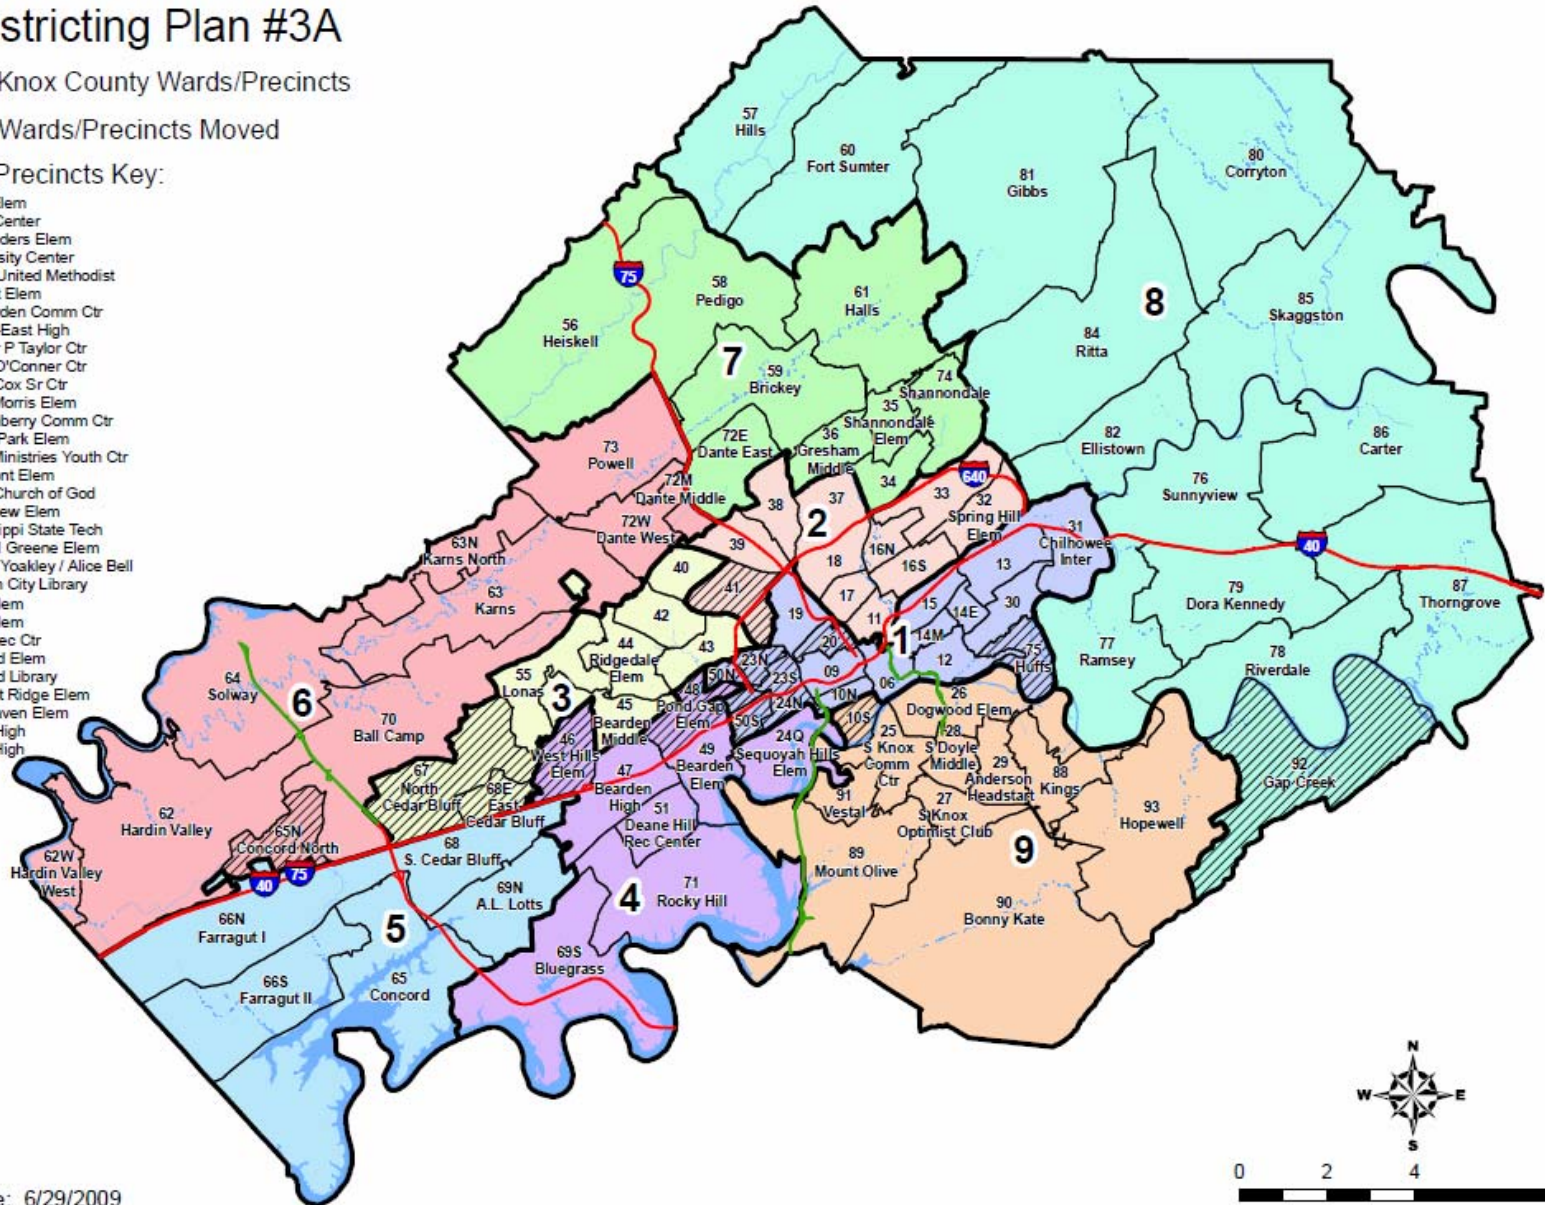 stricting Plan #3A
Knox County Wards/Precincts
Wards/Precincts Moved
Precincts Key:
Elem
Center
ders Elem
sity Center
United Methodist
Elem
den Comm Ctr
-East High
P Taylor Ctr
O'Conner Ctr
Cox Sr Ctr
Morris Elem
berry Comm Ctr
Park Elem
Ministries Youth Ctr
nt Elem
Church of God
ew Elem
ippi State Tech
Greene Elem
Yoakley / Alice Bell
n City Library
lem
lem
ec Ctr
d Elem
d Library
t Ridge Elem
aven Elem
High
High
57
Hills
60
Fort Sumter
81
Gibbs
80
Corryton
75
58
Pedigo
61
Halls
8
85
Skaggston
56
Heiskell
84
Ritta
7
59
Brickey
74
Shannondale
35
Shannondale
Elem
36
Gresham
Middle
72E
Dante East
82
Ellistown
86
Carter
73
Powell
72M
Dante Middle
34
640
76
Sunnyview
38
37
33
32
Spring Hill
Elem
2
72W
Dante West
39
31
Chilhowee
Inter
40
63N
Karns North
16N
18
16S
13
40
41
63
Karns
79
Dora Kennedy
87
Thorngrove
17
15
14E
30
42
19
11
44
Ridgedale
Elem
43
20
1
14M
75
Huffs
77
Ramsey
78
Riverdale
23N
12
50N
23S
09
06
64
Solway
6
55
Lonas
3
48
Pond Gap
Elem
24N
10N
26
Dogwood Elem
45
Bearden
Middle
50S
10S
70
Ball Camp
46
West Hills
Elem
24Q
Sequoyah Hills
Elem
25
S Knox
Comm
Ctr
28
S Doyle
Middle
49
Bearden
Elem
29
Anderson
Headstart
88
Kings
92
Gap Creek
67
North
Cedar Bluff
68E
East
Cedar Bluff
47
Bearden
High
91
Vestal
27
S Knox
Optimist Club
93
Hopewell
62
Hardin Valley
51
Deane Hill
Rec Center
65N
Concord North
9
62W
Hardin Valley
West
68
S. Cedar Bluff
89
Mount Olive
40
75
69N
A.L. Lotts
4
71
Rocky Hill
90
Bonny Kate
66N
Farragut I
5
69S
Bluegrass
66S
Farragut II
65
Concord
N
W
E
S
0 2 4
e: 6/29/2009